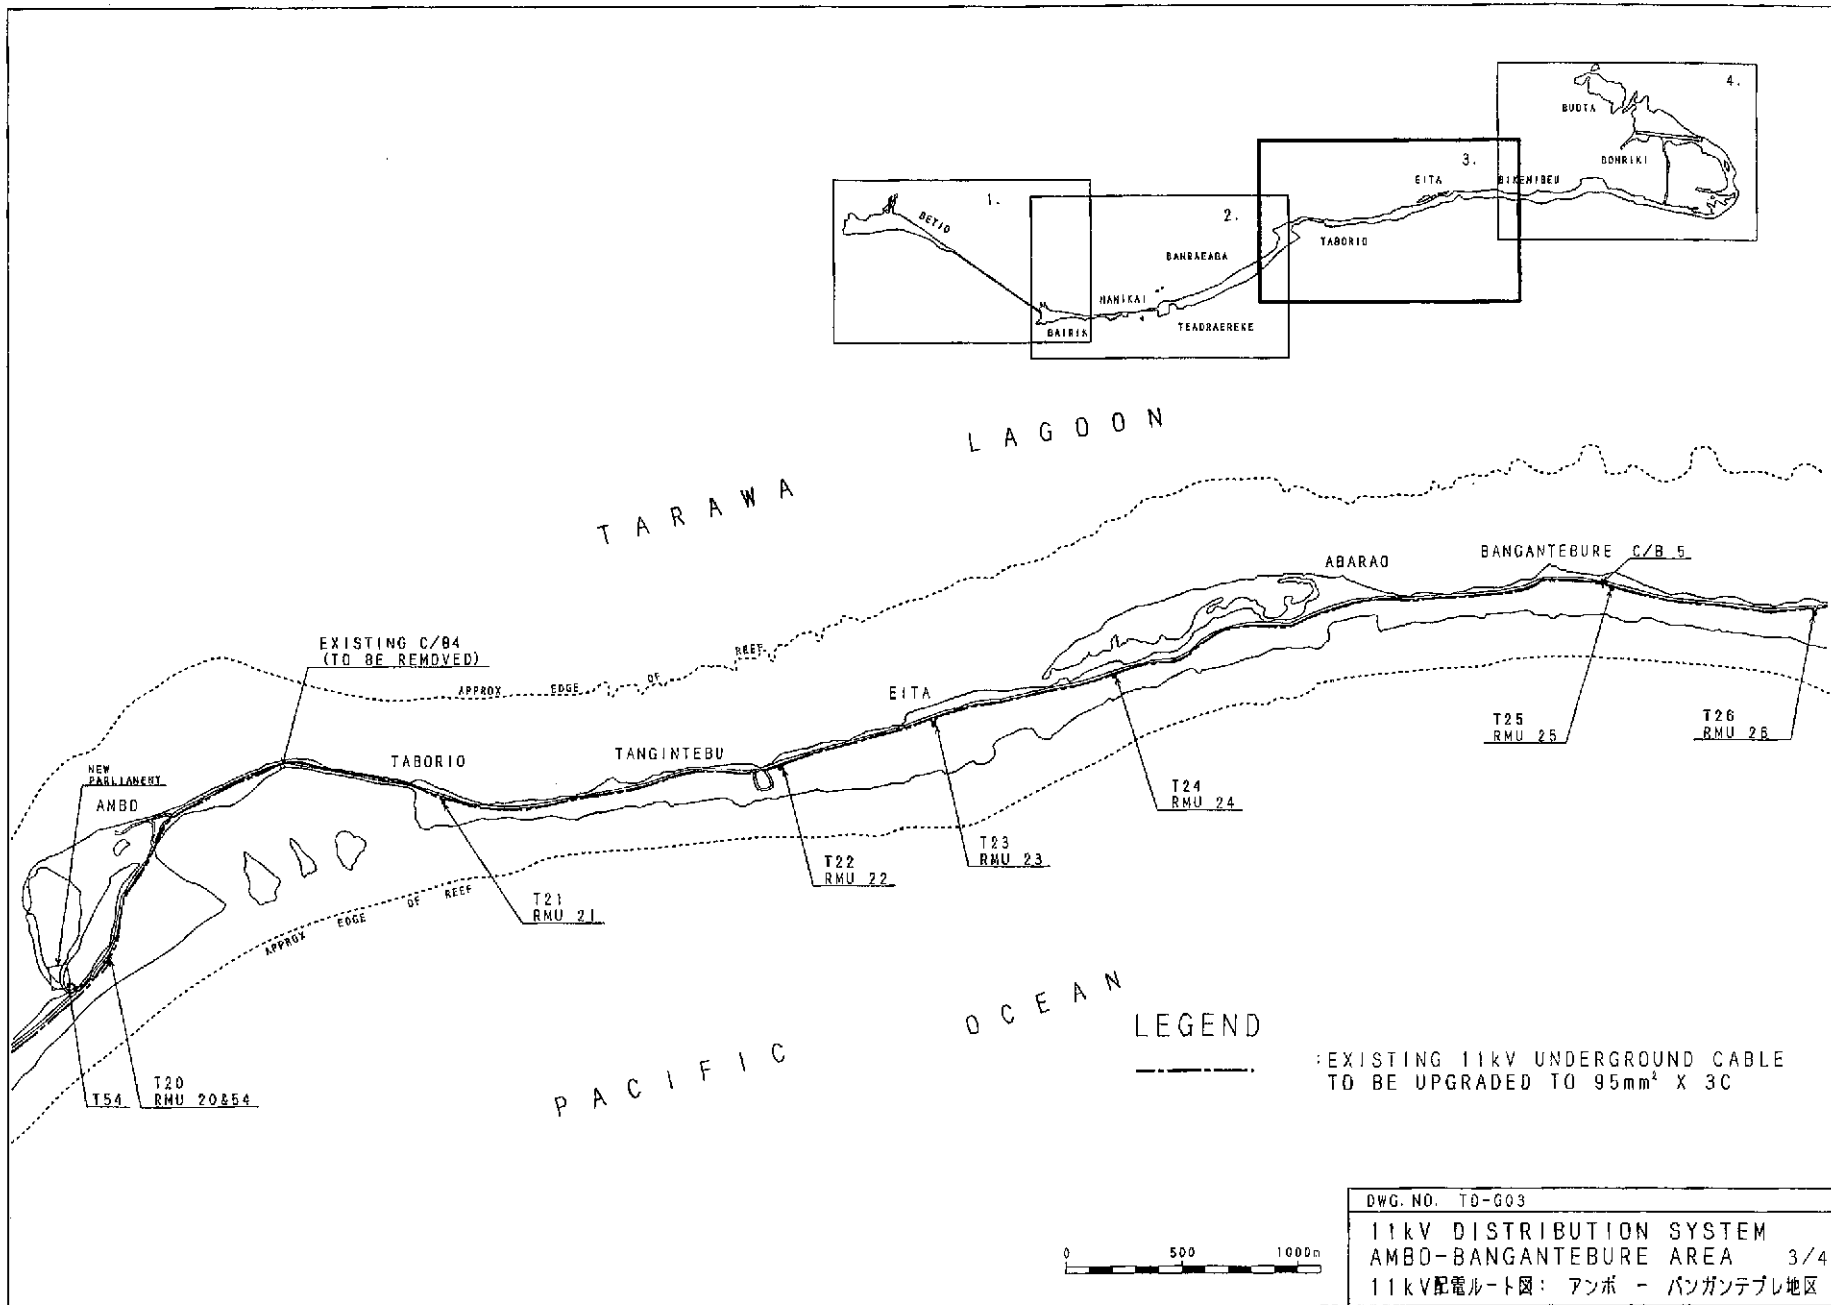 1.
2.
3.
4.
BETIO
BAIRIK
NANIKAI
TEAORAEREKE
BANRAEABA
TABORIO
EITA
BIKENIBEU
BONRIKI
BUOTA
TARAWA LAGOON
APPROX EDGE OF REEF
EXISTING C/B4
(TO BE REMOVED)
NEW
PARLIAMENT
AMBO
TABORIO
TANGINTEBU
EITA
ABARAO
BANGANTEBURE
C/B 5
T54
T20
RMU 20&54
T21
RMU 21
T22
RMU 22
T23
RMU 23
T24
RMU 24
T25
RMU 25
T26
RMU 26
APPROX EDGE OF REEF
PACIFIC OCEAN
LEGEND
:EXISTING 11kV UNDERGROUND CABLE
TO BE UPGRADED TO 95mm² X 3C
0 500 1000m
DWG. NO. TD-G03
11kV DISTRIBUTION SYSTEM
AMBO-BANGANTEBURE AREA 3/4
11kV配電ルート図: アンボ - バンガンテブレ地区